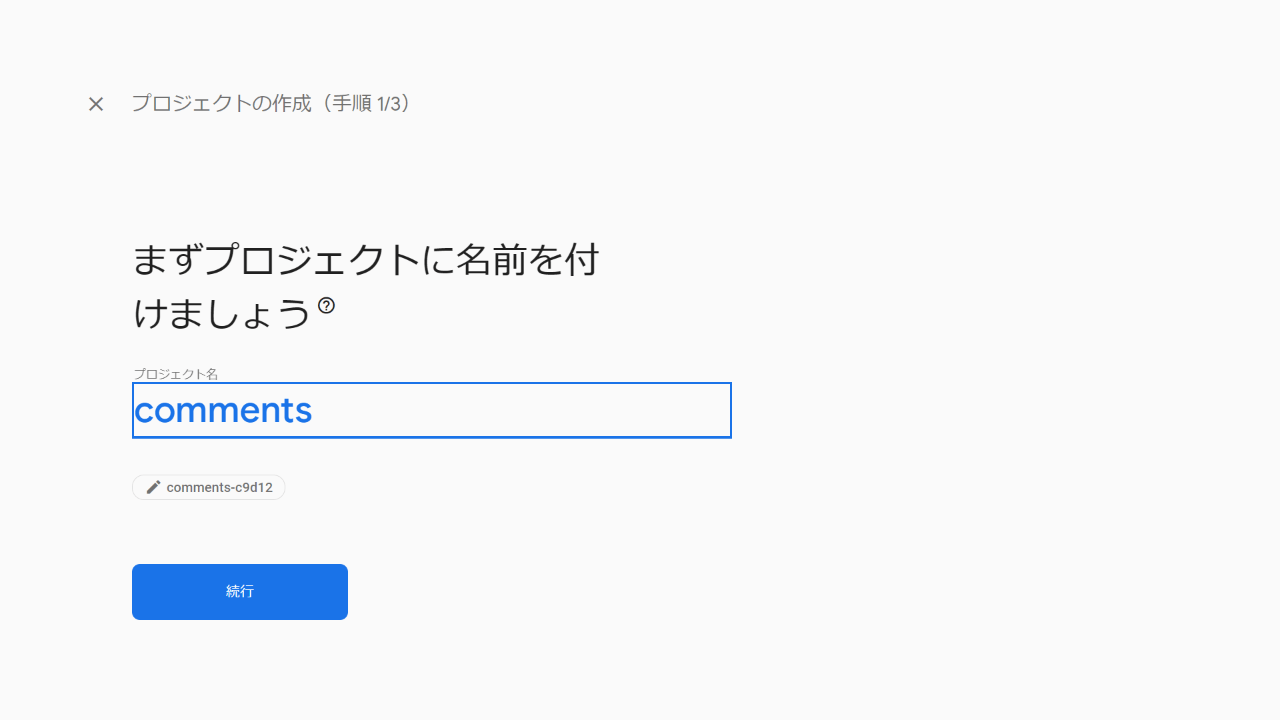 プロジェクトの作成（手順 1/3）
まずプロジェクトに名前を付
けましょう
プロジェクト名
comments
comments-c9d12
続行